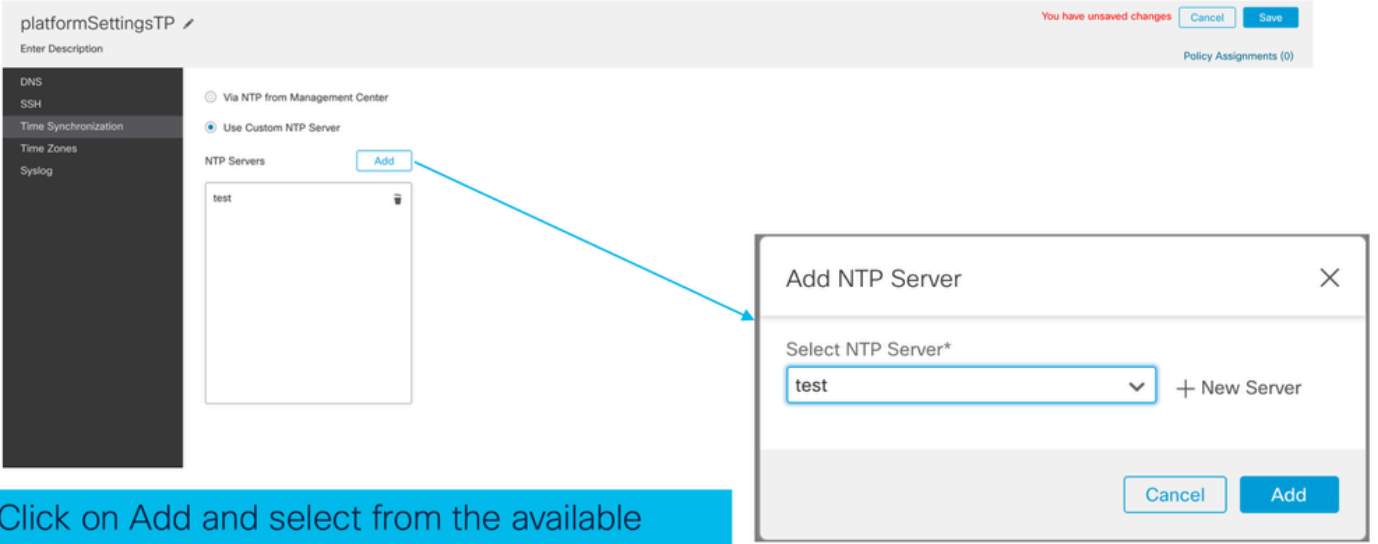 platformSettingsTP
You have unsaved changes Cancel Save
Enter Description
Policy Assignments (0)
DNS
SSH
Time Synchronization
Time Zones
Syslog
Via NTP from Management Center
Use Custom NTP Server
NTP Servers Add
test
Add NTP Server
Select NTP Server*
test
New Server
Cancel Add
Click on Add and select from the available